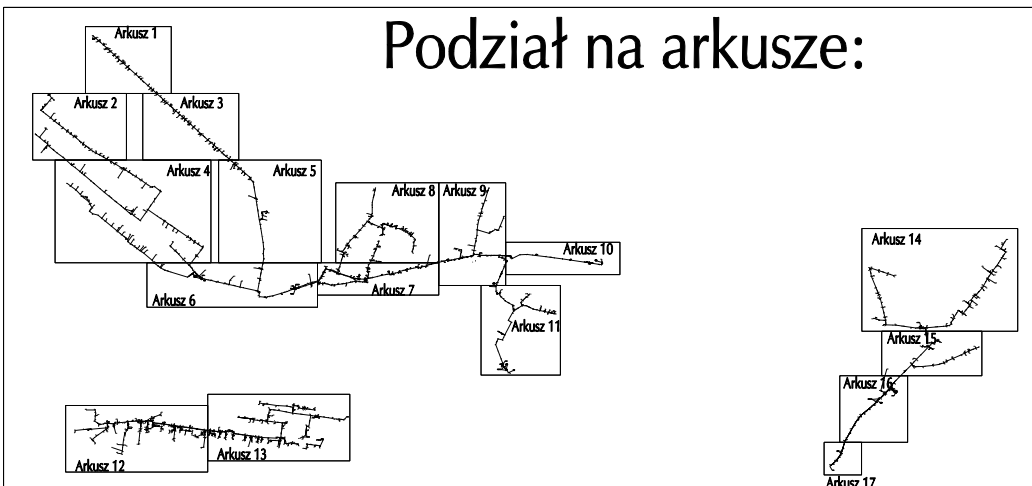 Podział na arkusze:
Arkusz 1
Arkusz 2
Arkusz 3
Arkusz 4
Arkusz 5
Arkusz 6
Arkusz 7
Arkusz 8
Arkusz 9
Arkusz 10
Arkusz 11
Arkusz 12
Arkusz 13
Arkusz 14
Arkusz 15
Arkusz 16
Arkusz 17